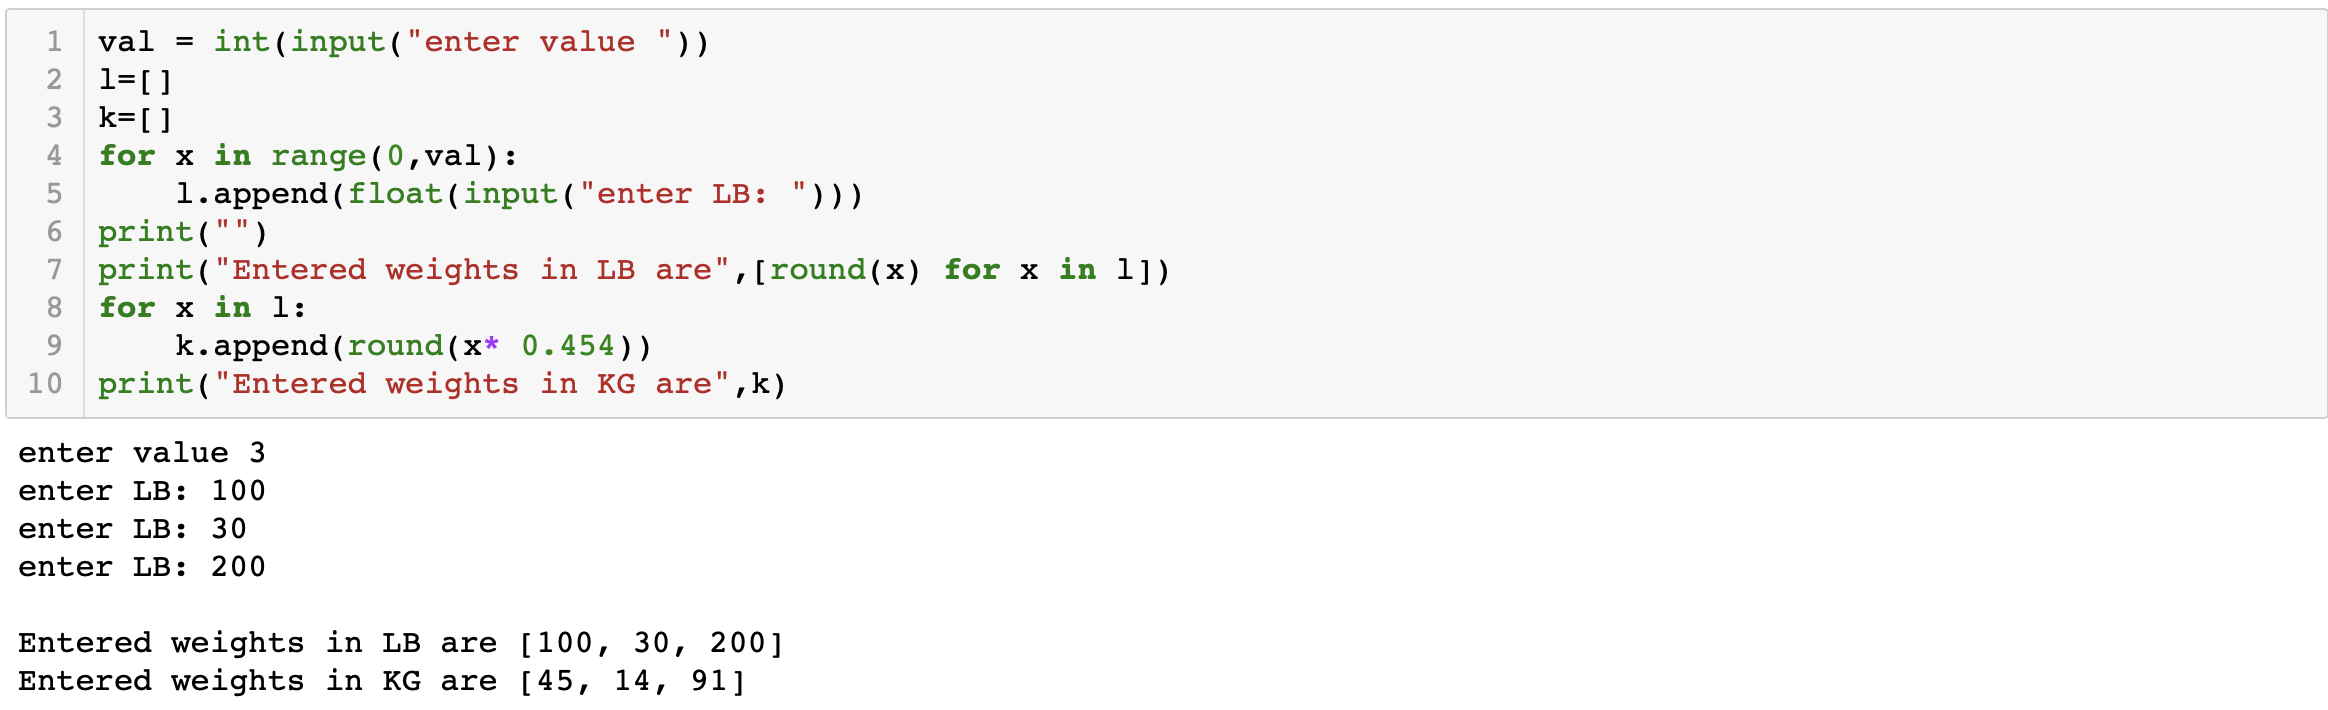 1 val = int(input("enter value "))
2 l=[]
3 k=[]
4 for x in range(0,val):
5     l.append(float(input("enter LB: ")))
6 print("")
7 print("Entered weights in LB are",[round(x) for x in l])
8 for x in l:
9     k.append(round(x* 0.454))
10 print("Entered weights in KG are",k)
enter value 3
enter LB: 100
enter LB: 30
enter LB: 200

Entered weights in LB are [100, 30, 200]
Entered weights in KG are [45, 14, 91]